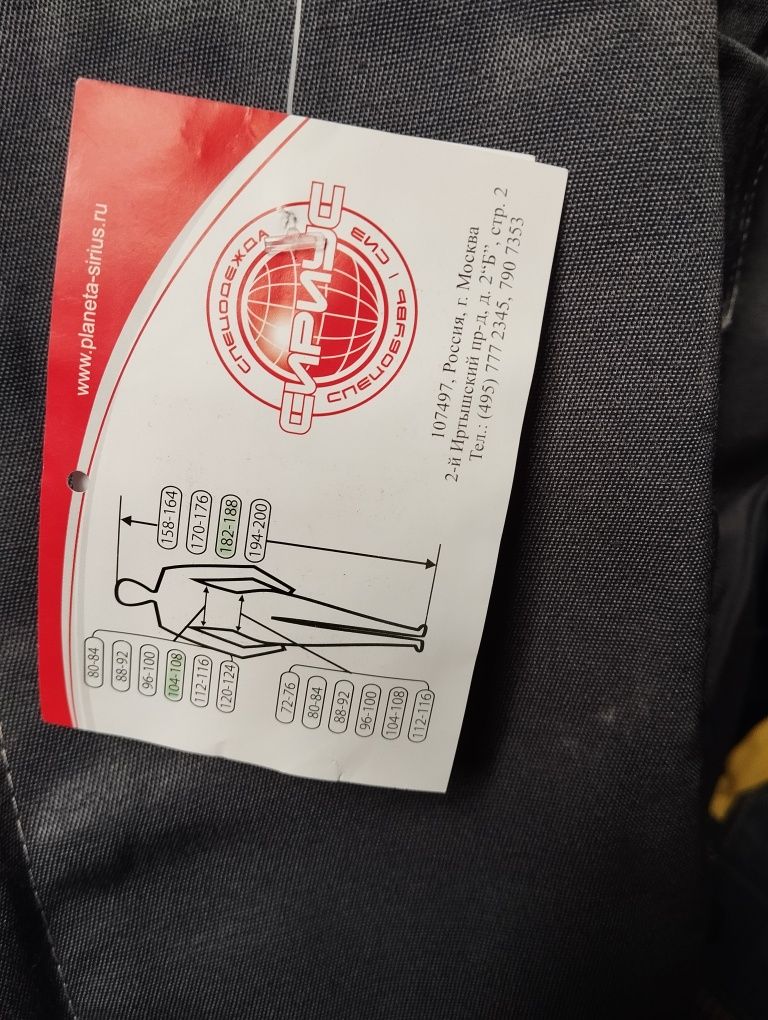 www.planeta-sirius.ru
СПЕЦОДЕЖДА
СИЗ | СПЕЦОБУВЬ
СИРИУС
107497, Россия, г. Москва
2-й Иртышский пр-д, д. 2“Б” , стр. 2
Тел.: (495) 777 2345, 790 7353
158-164
170-176
182-188
194-200
80-84
88-92
96-100
104-108
112-116
120-124
72-76
80-84
88-92
96-100
104-108
112-116